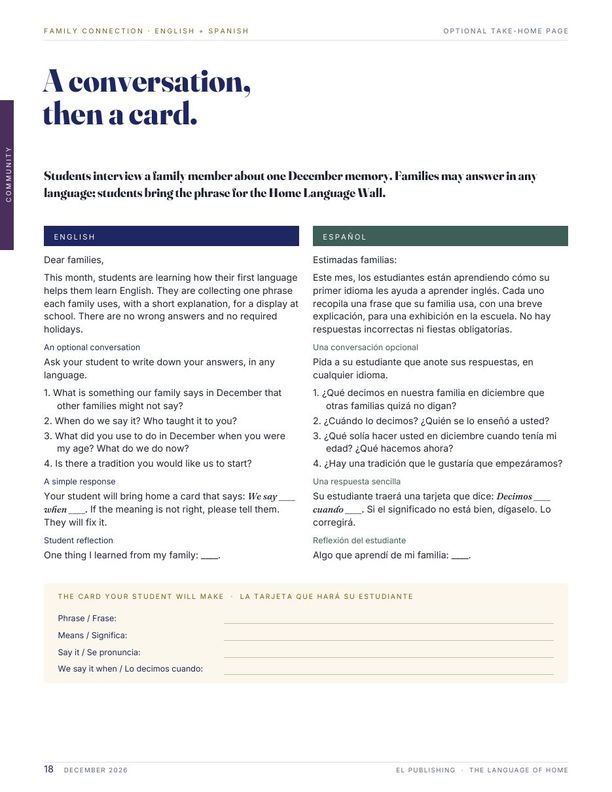 FAMILY CONNECTION · ENGLISH + SPANISH
OPTIONAL TAKE-HOME PAGE
COMMUNITY
A conversation,
then a card.
Students interview a family member about one December memory. Families may answer in any
language; students bring the phrase for the Home Language Wall.
ENGLISH
Dear families,
This month, students are learning how their first language
helps them learn English. They are collecting one phrase
each family uses, with a short explanation, for a display at
school. There are no wrong answers and no required
holidays.
An optional conversation
Ask your student to write down your answers, in any
language.
1. What is something our family says in December that
other families might not say?
2. When do we say it? Who taught it to you?
3. What did you use to do in December when you were
my age? What do we do now?
4. Is there a tradition you would like us to start?
A simple response
Your student will bring home a card that says: We say ___
when ___. If the meaning is not right, please tell them.
They will fix it.
Student reflection
One thing I learned from my family: ____.
ESPAÑOL
Estimadas familias:
Este mes, los estudiantes están aprendiendo cómo su
primer idioma les ayuda a aprender inglés. Cada uno
recopila una frase que su familia usa, con una breve
explicación, para una exhibición en la escuela. No hay
respuestas incorrectas ni fiestas obligatorias.
Una conversación opcional
Pida a su estudiante que anote sus respuestas, en
cualquier idioma.
1. ¿Qué decimos en nuestra familia en diciembre que
otras familias quizá no digan?
2. ¿Cuándo lo decimos? ¿Quién se lo enseñó a usted?
3. ¿Qué solía hacer usted en diciembre cuando tenía mi
edad? ¿Qué hacemos ahora?
4. ¿Hay una tradición que le gustaría que empezáramos?
Una respuesta sencilla
Su estudiante traerá una tarjeta que dice: Decimos ___
cuando ___. Si el significado no está bien, dígaselo. Lo
corregirá.
Reflexión del estudiante
Algo que aprendí de mi familia: ____.
THE CARD YOUR STUDENT WILL MAKE · LA TARJETA QUE HARÁ SU ESTUDIANTE
Phrase / Frase:
Means / Significa:
Say it / Se pronuncia:
We say it when / Lo decimos cuando:
18 DECEMBER 2026
EL PUBLISHING · THE LANGUAGE OF HOME